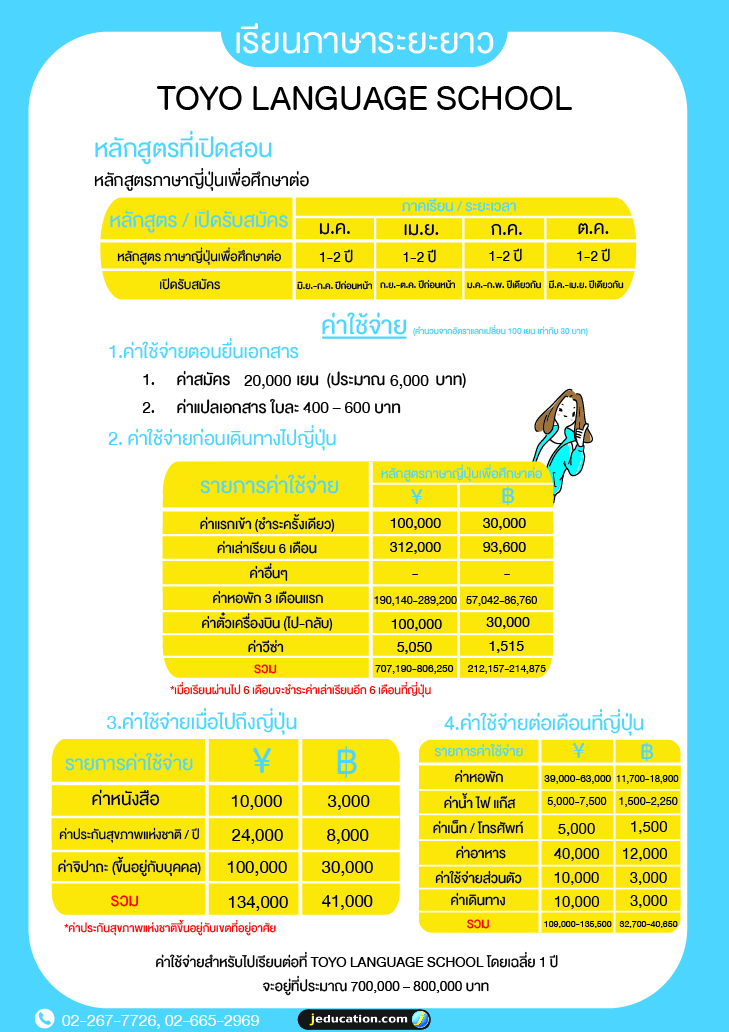 เรียนภาษาระยะยาว
TOYO LANGUAGE SCHOOL
หลักสูตรที่เปิดสอน
หลักสูตรภาษาญี่ปุ่นเพื่อศึกษาต่อ
หลักสูตร / เปิดรับสมัคร ภาคเรียน / ระยะเวลา
ม.ค. เม.ย. ก.ค. ต.ค.
หลักสูตร ภาษาญี่ปุ่นเพื่อศึกษาต่อ 1-2 ปี 1-2 ปี 1-2 ปี 1-2 ปี
เปิดรับสมัคร มิ.ย.-ก.ค. ปีก่อนหน้า ก.ย.-ต.ค. ปีก่อนหน้า ม.ค.-ก.พ. ปีเดียวกัน มี.ค.-เม.ย. ปีเดียวกัน
ค่าใช้จ่าย (คำนวนจากอัตราแลกเปลี่ยน 100 เยน เท่ากับ 30 บาท)
1.ค่าใช้จ่ายตอนยื่นเอกสาร
1. ค่าสมัคร 20,000 เยน (ประมาณ 6,000 บาท)
2. ค่าแปลเอกสาร ใบละ 400 – 600 บาท
2. ค่าใช้จ่ายก่อนเดินทางไปญี่ปุ่น
รายการค่าใช้จ่าย หลักสูตรภาษาญี่ปุ่นเพื่อศึกษาต่อ
¥ ฿
ค่าแรกเข้า (ชำระครั้งเดียว) 100,000 30,000
ค่าเล่าเรียน 6 เดือน 312,000 93,600
ค่าอื่นๆ – –
ค่าหอพัก 3 เดือนแรก 190,140-289,200 57,042-86,760
ค่าตั๋วเครื่องบิน (ไป-กลับ) 100,000 30,000
ค่าวีซ่า 5,050 1,515
รวม 707,190-806,250 212,157-214,875
*เมื่อเรียนผ่านไป 6 เดือนจะชำระค่าเล่าเรียนอีก 6 เดือนที่ญี่ปุ่น
3.ค่าใช้จ่ายเมื่อไปถึงญี่ปุ่น
รายการค่าใช้จ่าย ¥ ฿
ค่าหนังสือ 10,000 3,000
ค่าประกันสุขภาพแห่งชาติ / ปี 24,000 8,000
ค่าจิปาถะ (ขึ้นอยู่กับบุคคล) 100,000 30,000
รวม 134,000 41,000
*ค่าประกันสุขภาพแห่งชาติขึ้นอยู่กับเขตที่อยู่อาศัย
4.ค่าใช้จ่ายต่อเดือนที่ญี่ปุ่น
รายการค่าใช้จ่าย ¥ ฿
ค่าหอพัก 39,000-63,000 11,700-18,900
ค่าน้ำ ไฟ แก๊ส 5,000-7,500 1,500-2,250
ค่าเน็ท / โทรศัพท์ 5,000 1,500
ค่าอาหาร 40,000 12,000
ค่าใช้จ่ายส่วนตัว 10,000 3,000
ค่าเดินทาง 10,000 3,000
รวม 109,000-135,500 32,700-40,650
ค่าใช้จ่ายสำหรับไปเรียนต่อที่ TOYO LANGUAGE SCHOOL โดยเฉลี่ย 1 ปี
จะอยู่ที่ประมาณ 700,000 – 800,000 บาท
02-267-7726, 02-665-2969
jeducation.com